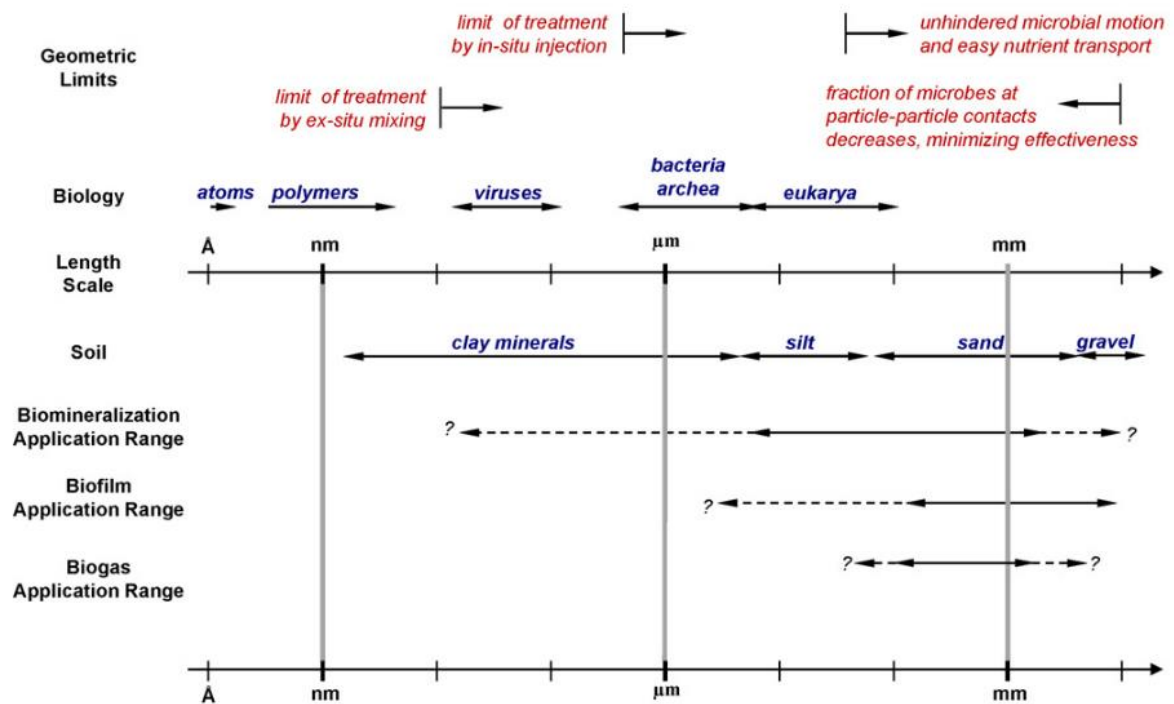 Geometric
Limits
limit of treatment
by in-situ injection
unhindered microbial motion
and easy nutrient transport
limit of treatment
by ex-situ mixing
fraction of microbes at
particle-particle contacts
decreases, minimizing effectiveness
Biology
atoms
polymers
viruses
bacteria
archea
eukarya
Length
Scale
Å
nm
µm
mm
Soil
clay minerals
silt
sand
gravel
Biomineralization
Application Range
?
?
Biofilm
Application Range
?
Biogas
Application Range
?
?
Å
nm
µm
mm